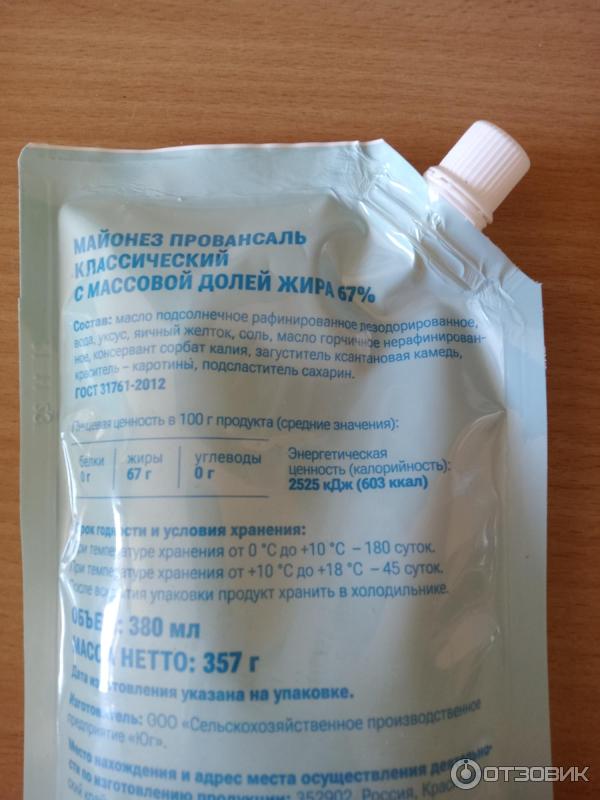 МАЙОНЕЗ ПРОВАНСАЛЬ
КЛАССИЧЕСКИЙ
С МАССОВОЙ ДОЛЕЙ ЖИРА 67%
Состав: масло подсолнечное рафинированное дезодорированное,
вода, уксус, яичный желток, соль, масло горчичное нерафинирован-
ное, консервант сорбат калия, загуститель ксантановая камедь,
краситель – каротины, подсластитель сахарин.
ГОСТ 31761-2012
Пищевая ценность в 100 г продукта (средние значения):
белки
0 г
жиры
67 г
углеводы
0 г
Энергетическая
ценность (калорийность):
2525 кДж (603 ккал)
Срок годности и условия хранения:
При температуре хранения от 0 °С до +10 °С – 180 суток.
При температуре хранения от +10 °С до +18 °С – 45 суток.
После вскрытия упаковки продукт хранить в холодильнике.
ОБЪЕМ: 380 мл
МАССА НЕТТО: 357 г
Дата изготовления указана на упаковке.
Изготовитель: ООО «Сельскохозяйственное производственное
предприятие «Юг».
Место нахождения и адрес места осуществления деятельно-
сти по изготовлению продукции: 352902, Россия, Красно
ОТЗОВИК